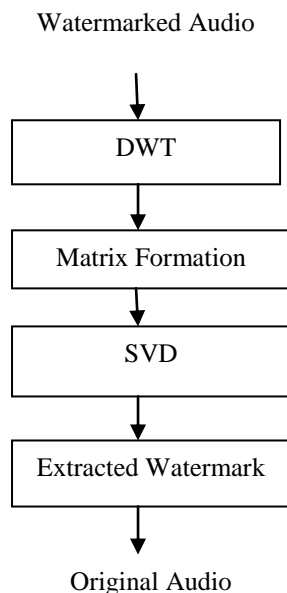 Watermarked Audio
DWT
Matrix Formation
SVD
Extracted Watermark
Original Audio